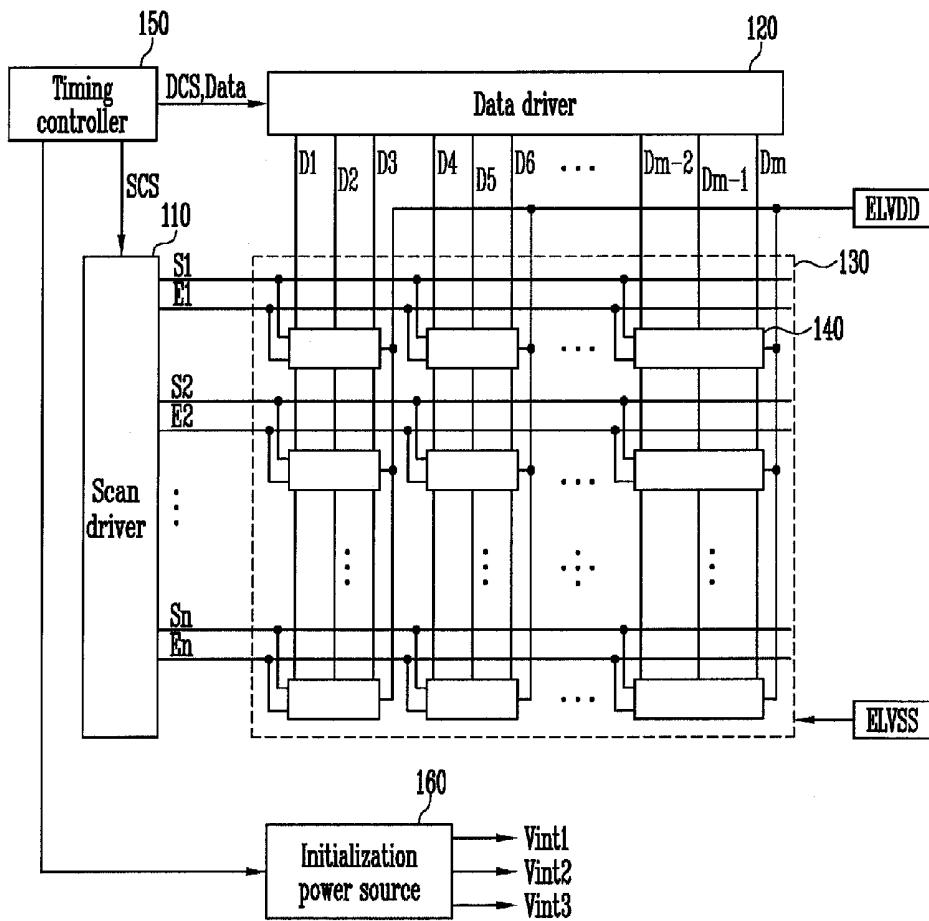 150
120
Timing
controller
DCS,Data
Data driver
SCS
D1
D2
D3
D4
D5
D6
Dm-2
Dm-1
Dm
ELVDD
110
130
S1
E1
140
S2
E2
Scan
driver
Sn
En
ELVSS
160
Initialization
power source
Vint1
Vint2
Vint3